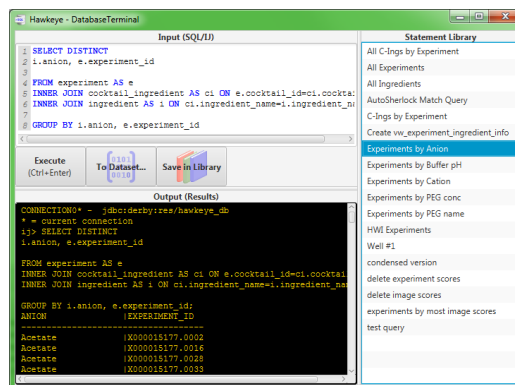 Hawkeye - DatabaseTerminal
Input (SQL/IJ)
1 SELECT DISTINCT
2 i.anion, e.experiment_id
3
4 FROM experiment AS e
5 INNER JOIN cocktail_ingredient AS ci ON e.cocktail_id=ci.cockta
6 INNER JOIN ingredient AS i ON ci.ingredient_name=i.ingredient_n
7
8 GROUP BY i.anion, e.experiment_id
Execute
(Ctrl+Enter)
To Dataset...
0101
0010
Save in Library
Output (Results)
CONNECTION0* - jdbc:derby:res/hawkeye_db
* = current connection
ij> SELECT DISTINCT
i.anion, e.experiment_id
FROM experiment AS e
INNER JOIN cocktail_ingredient AS ci ON e.cocktail_id=ci.cocktai
INNER JOIN ingredient AS i ON ci.ingredient_name=i.ingredient_na
GROUP BY i.anion, e.experiment_id;
ANION |EXPERIMENT_ID
------------------------------------
Acetate |X000015177.0002
Acetate |X000015177.0016
Acetate |X000015177.0028
Acetate |X000015177.0033
Statement Library
All C-Ings by Experiment
All Experiments
All Ingredients
AutoSherlock Match Query
C-Ings by Experiment
Create vw_experiment_ingredient_info
Experiments by Anion
Experiments by Buffer pH
Experiments by Cation
Experiments by PEG conc
Experiments by PEG name
HWI Experiments
Well #1
condensed version
delete experiment scores
delete image scores
experiments by most image scores
test query